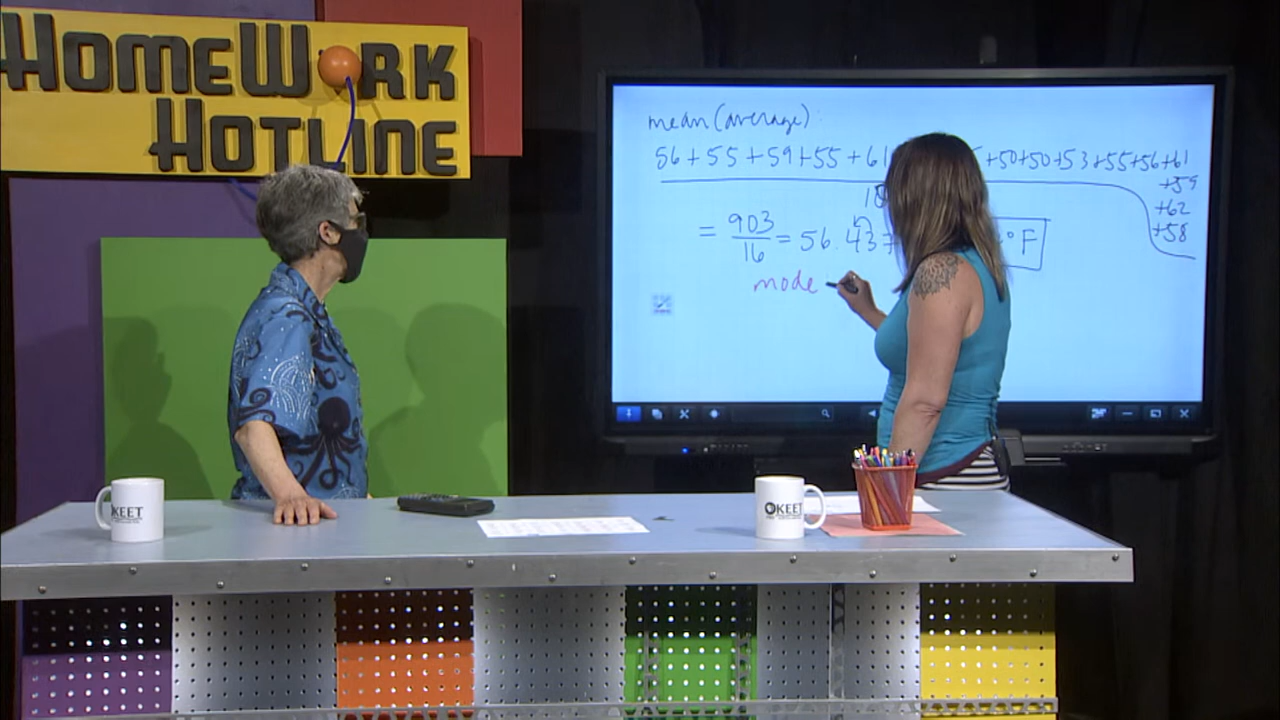 HOMEWORK
HOTLINE
mean (average)
56+55+59+55+61 +50+50+53+55+56+61
+59
+62
+58
= 903/16 = 56.437 °F
mode
KEET
KEET